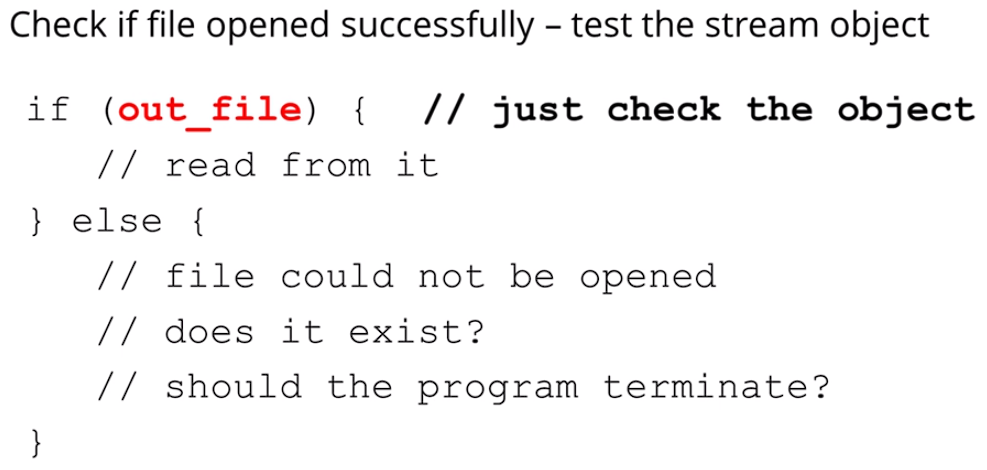 Check if file opened successfully – test the stream object
if (out_file) {   // just check the object
   // read from it
} else {
   // file could not be opened
   // does it exist?
   // should the program terminate?
}